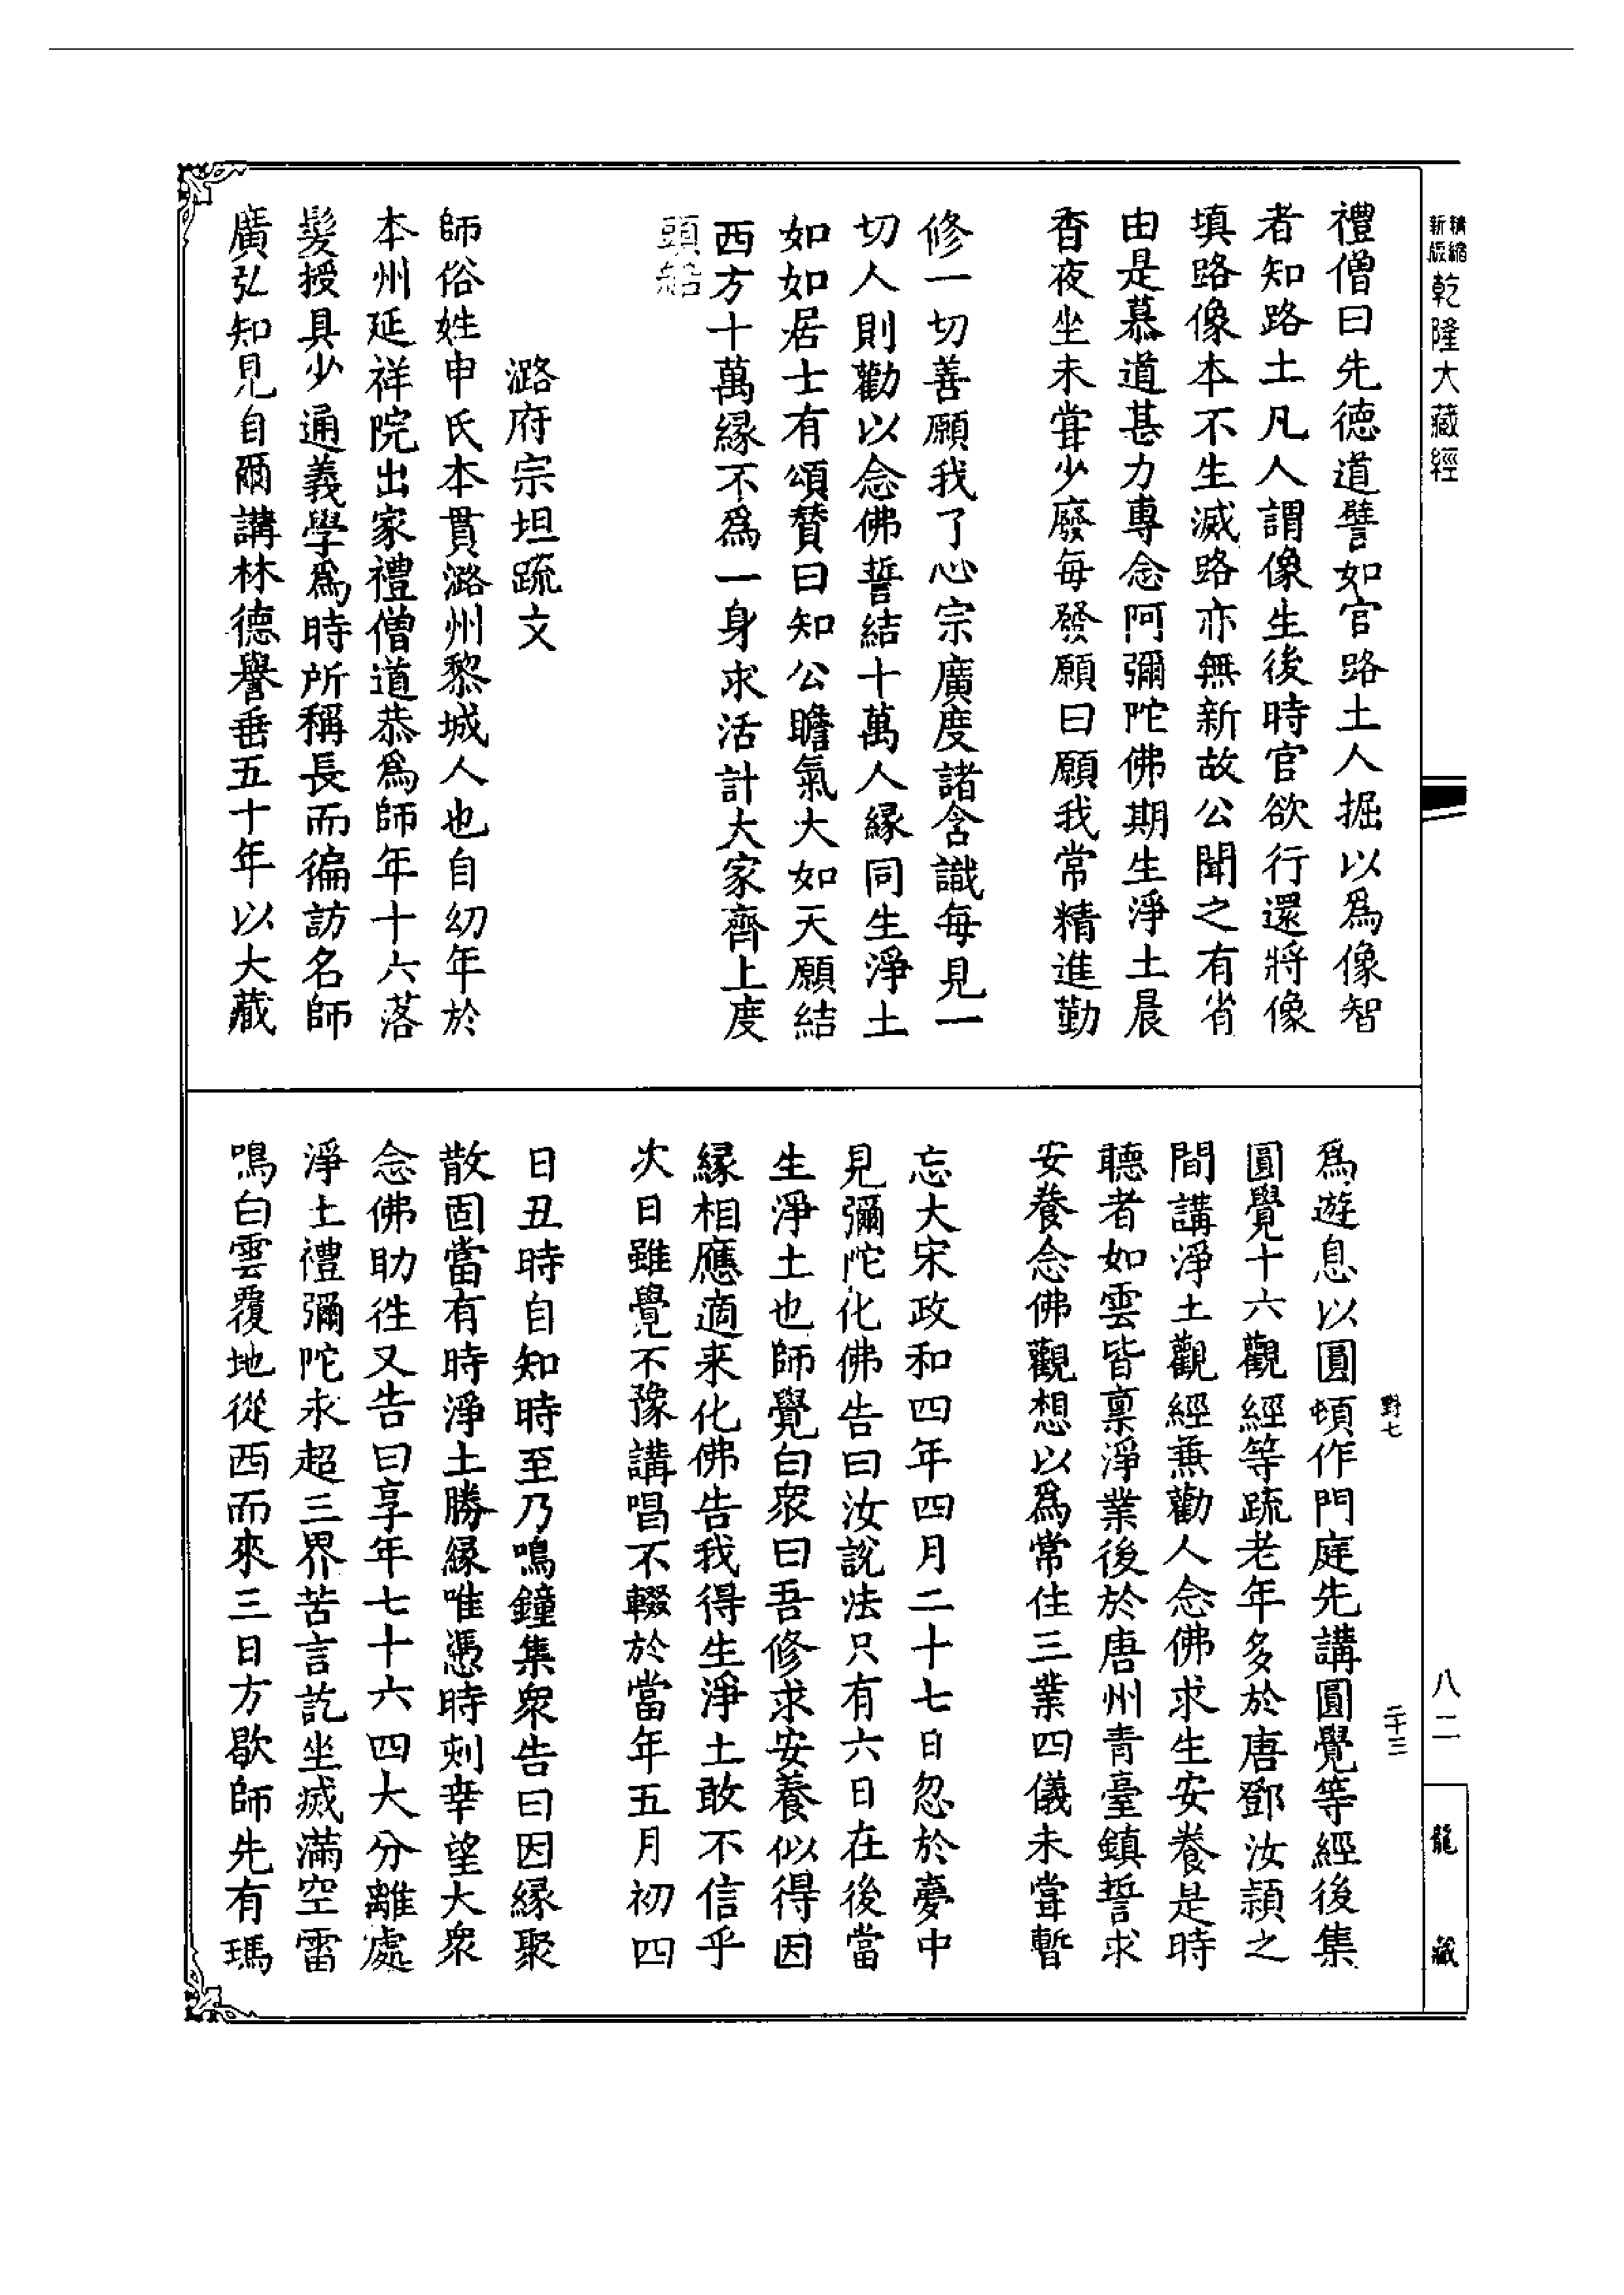 精縮
新版
乾隆大藏經
禮僧曰先德道譬如官路土人掘以爲像智
者知路土凡人謂像生後時官欲行還將像
填路像本不生滅路亦無新故公聞之有省
由是慕道甚力專念阿彌陀佛期生淨土晨
香夜坐未甞少廢每發願曰願我常精進勤
修一切善願我了心宗廣度諸含識每見一
切人則勸以念佛誓結十萬人緣同生淨土
如如居士有頌贊曰知公瞻氣大如天願結
西方十萬緣不爲一身求活計大家齊上度
頭船
潞府宗坦疏文
師俗姓申氏本貫潞州黎城人也自幼年於
本州延祥院出家禮僧道恭爲師年十六落
髮授具少通義學爲時所稱長而徧訪名師
廣弘知見自爾講林德譽垂五十年以大藏
對七
二十三
爲遊息以圓頓作門庭先講圓覺等經後集
圓覺十六觀經等疏老年多於唐鄧汝潁之
間講淨土觀經兼勸人念佛求生安養是時
聽者如雲皆稟淨業後於唐州青臺鎮誓求
安養念佛觀想以爲常住三業四儀未甞暫
忘大宋政和四年四月二十七日忽於夢中
見彌陀化佛告曰汝說法只有六日在後當
生淨土也師覺白衆曰吾修求安養似得因
緣相應適来化佛告我得生淨土敢不信乎
次日雖覺不豫講唱不輟於當年五月初四
日丑時自知時至乃鳴鐘集衆告曰因緣聚
散固當有時淨土勝緣唯憑時刻幸望大衆
念佛助徃又告曰享年七十六四大分離處
淨土禮彌陀永超三界苦言訖坐滅滿空雷
鳴白雲覆地從西而來三日方歇師先有瑪
八二
龍藏